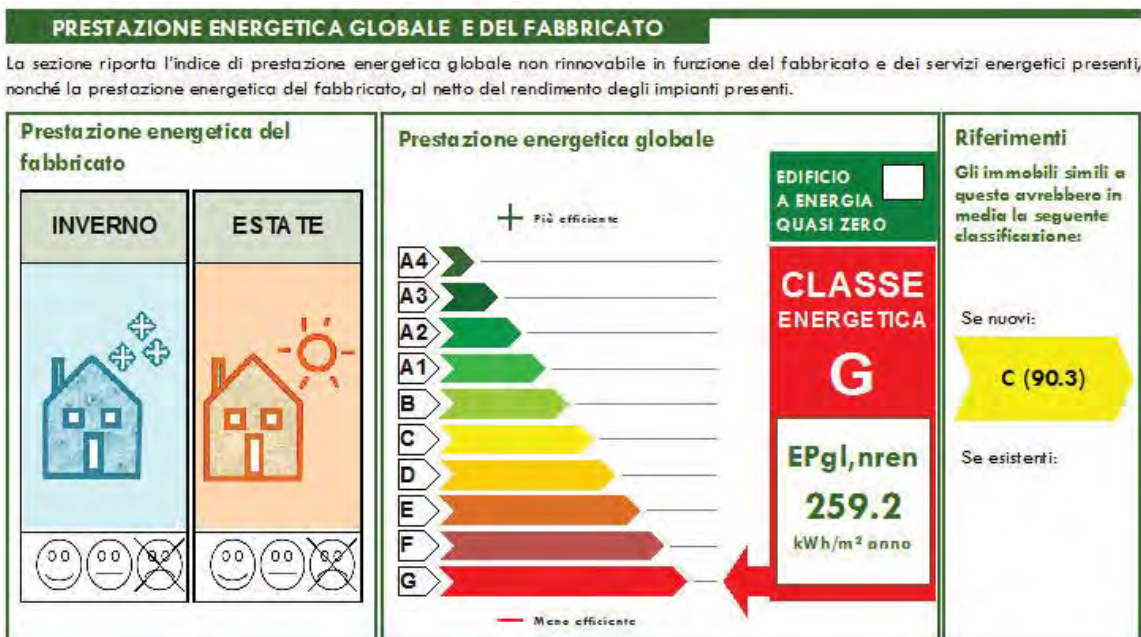 PRESTAZIONE ENERGETICA GLOBALE E DEL FABBRICATO
La sezione riporta l'indice di prestazione energetica globale non rinnovabile in funzione del fabbricato e dei servizi energetici presenti,
nonché la prestazione energetica del fabbricato, al netto del rendimento degli impianti presenti.
Prestazione energetica del
fabbricato
INVERNO
ESTATE
Prestazione energetica globale
Più efficiente
A4
A3
A2
A1
B
C
D
E
F
G
Meno efficiente
EDIFICIO
A ENERGIA
QUASI ZERO
CLASSE
ENERGETICA
G
EPgl,nren
259.2
kWh/m² anno
Riferimenti
Gli immobili simili a
questo avrebbero in
media la seguente
classificazione:
Se nuovi:
C (90.3)
Se esistenti: